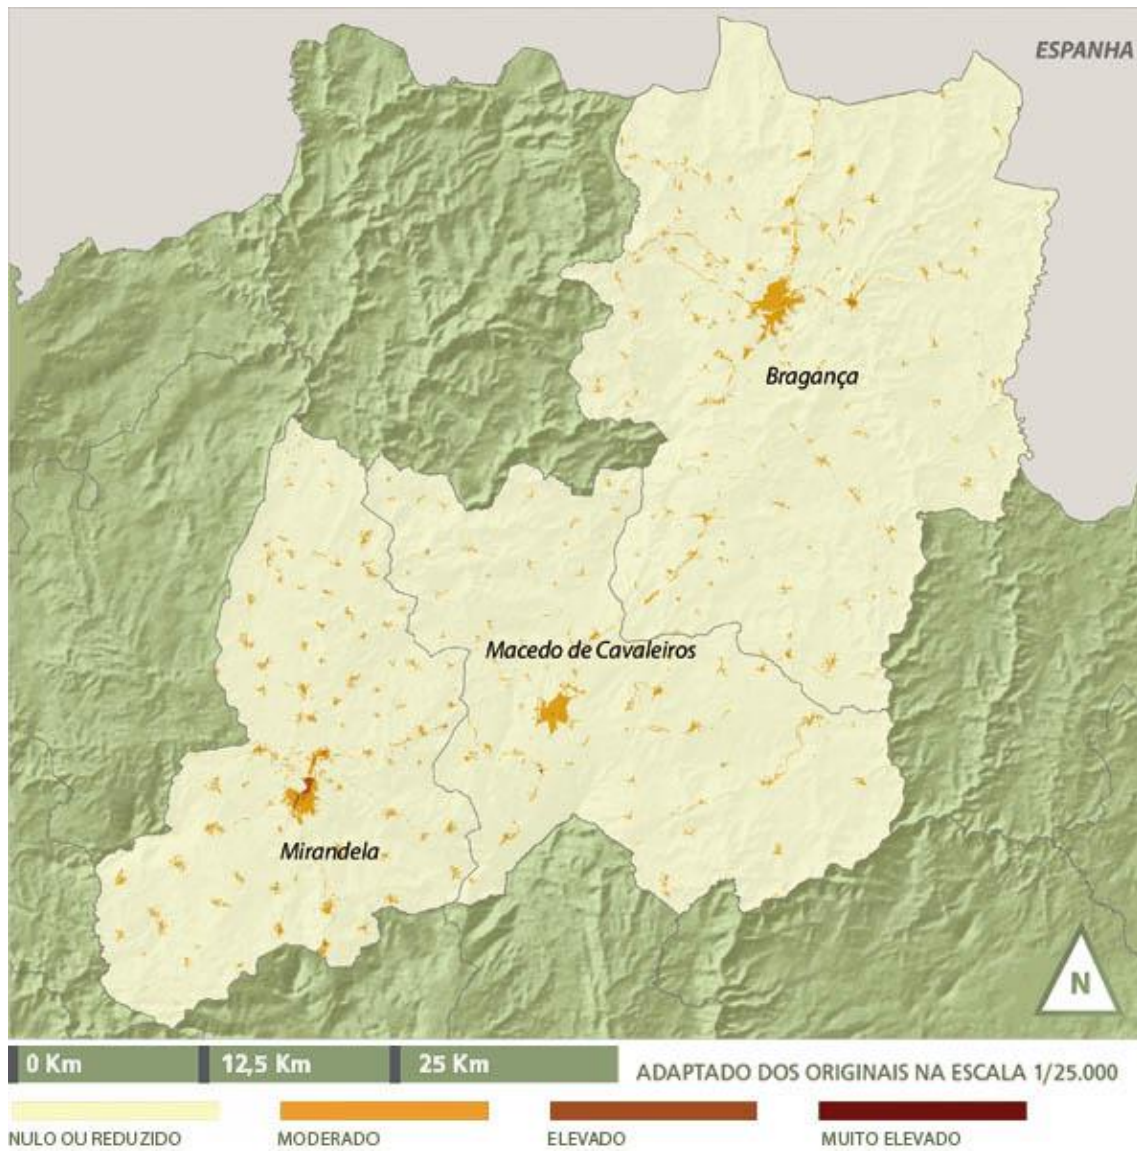 ESPANHA
Bragança
Macedo de Cavaleiros
Mirandela
N
0 Km 12,5 Km 25 Km
ADAPTADO DOS ORIGINAIS NA ESCALA 1/25.000
NULO OU REDUZIDO MODERADO ELEVADO MUITO ELEVADO